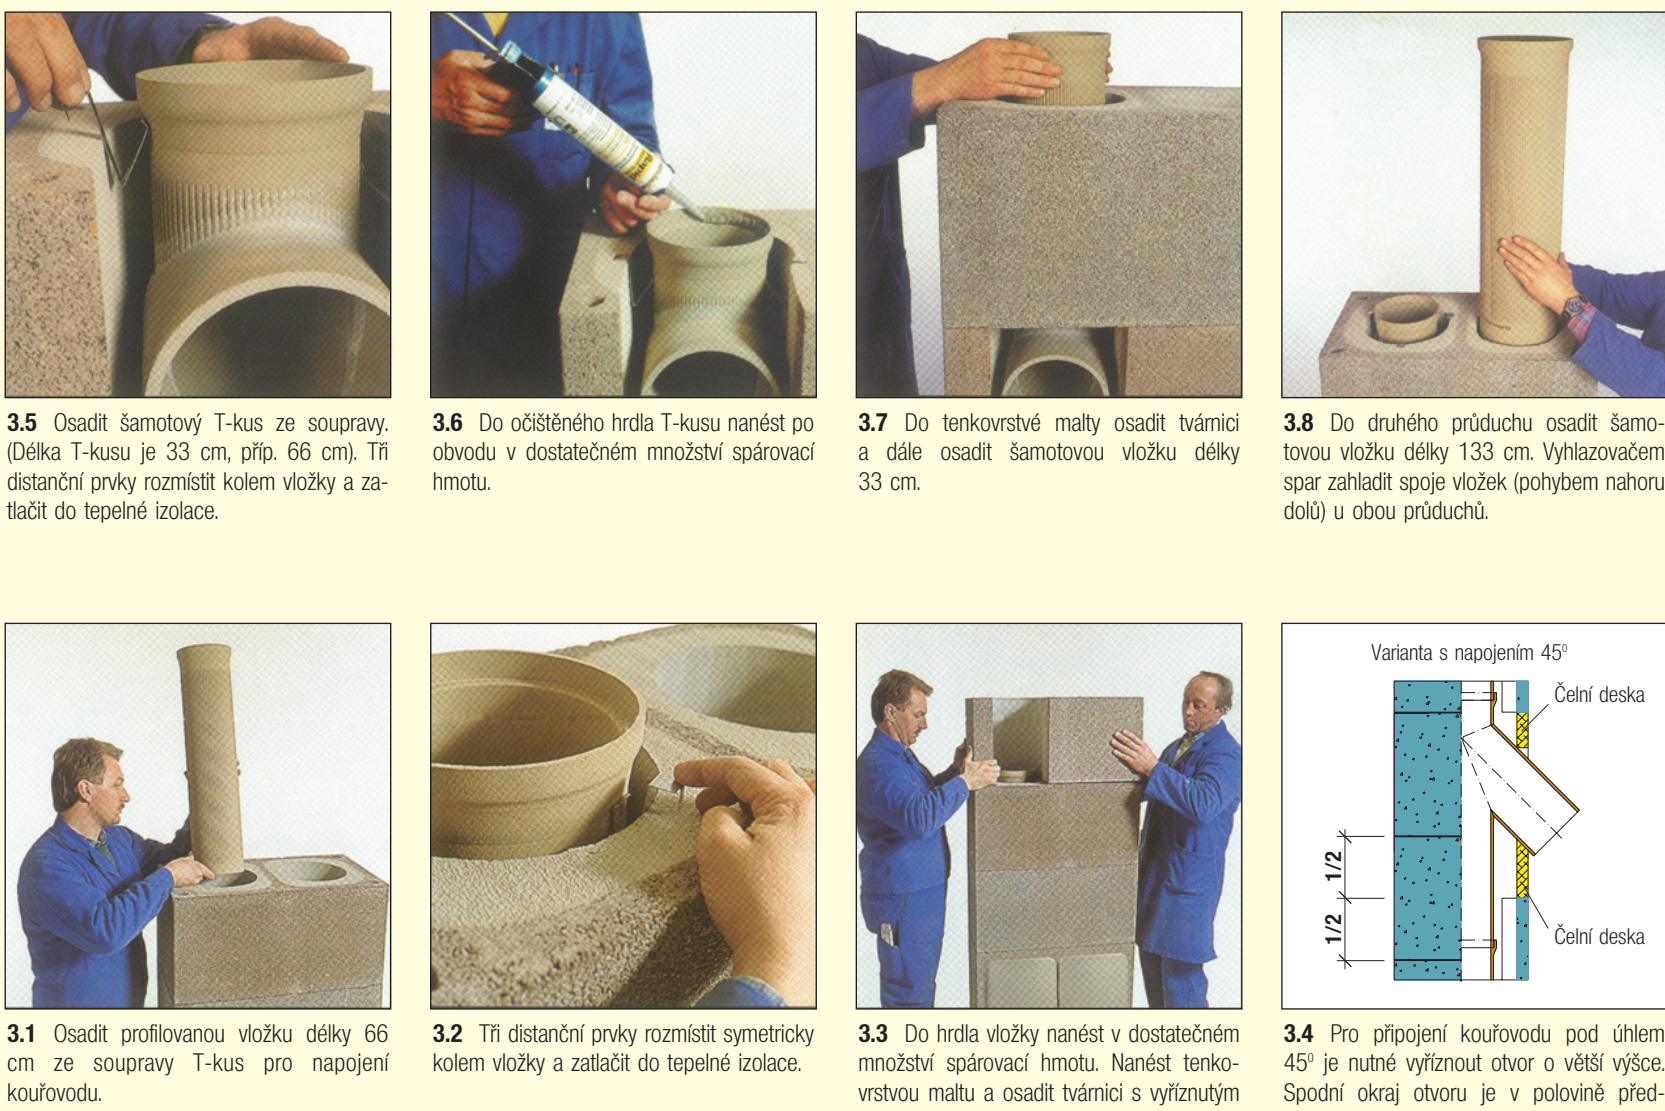 3.5 Osadit šamotový T-kus ze soupravy.
(Délka T-kusu je 33 cm, příp. 66 cm). Tři
distanční prvky rozmístit kolem vložky a za-
tlačit do tepelné izolace.
3.6 Do očištěného hrdla T-kusu nanést po
obvodu v dostatečném množství spárovací
hmotu.
3.7 Do tenkovrstvé malty osadit tvárnici
a dále osadit šamotovou vložku délky
33 cm.
3.8 Do druhého průduchu osadit šamo-
tovou vložku délky 133 cm. Vyhlazovačem
spar zahladit spoje vložek (pohybem nahoru
dolů) u obou průduchů.
Varianta s napojením 45⁰
Čelní deska
1/2
1/2
Čelní deska
3.1 Osadit profilovanou vložku délky 66
cm ze soupravy T-kus pro napojení
kouřovodu.
3.2 Tři distanční prvky rozmístit symetricky
kolem vložky a zatlačit do tepelné izolace.
3.3 Do hrdla vložky nanést v dostatečném
množství spárovací hmotu. Nanést tenko-
vrstvou maltu a osadit tvárnici s vyříznutým
3.4 Pro připojení kouřovodu pod úhlem
45⁰ je nutné vyříznout otvor o větší výšce.
Spodní okraj otvoru je v polovině před-